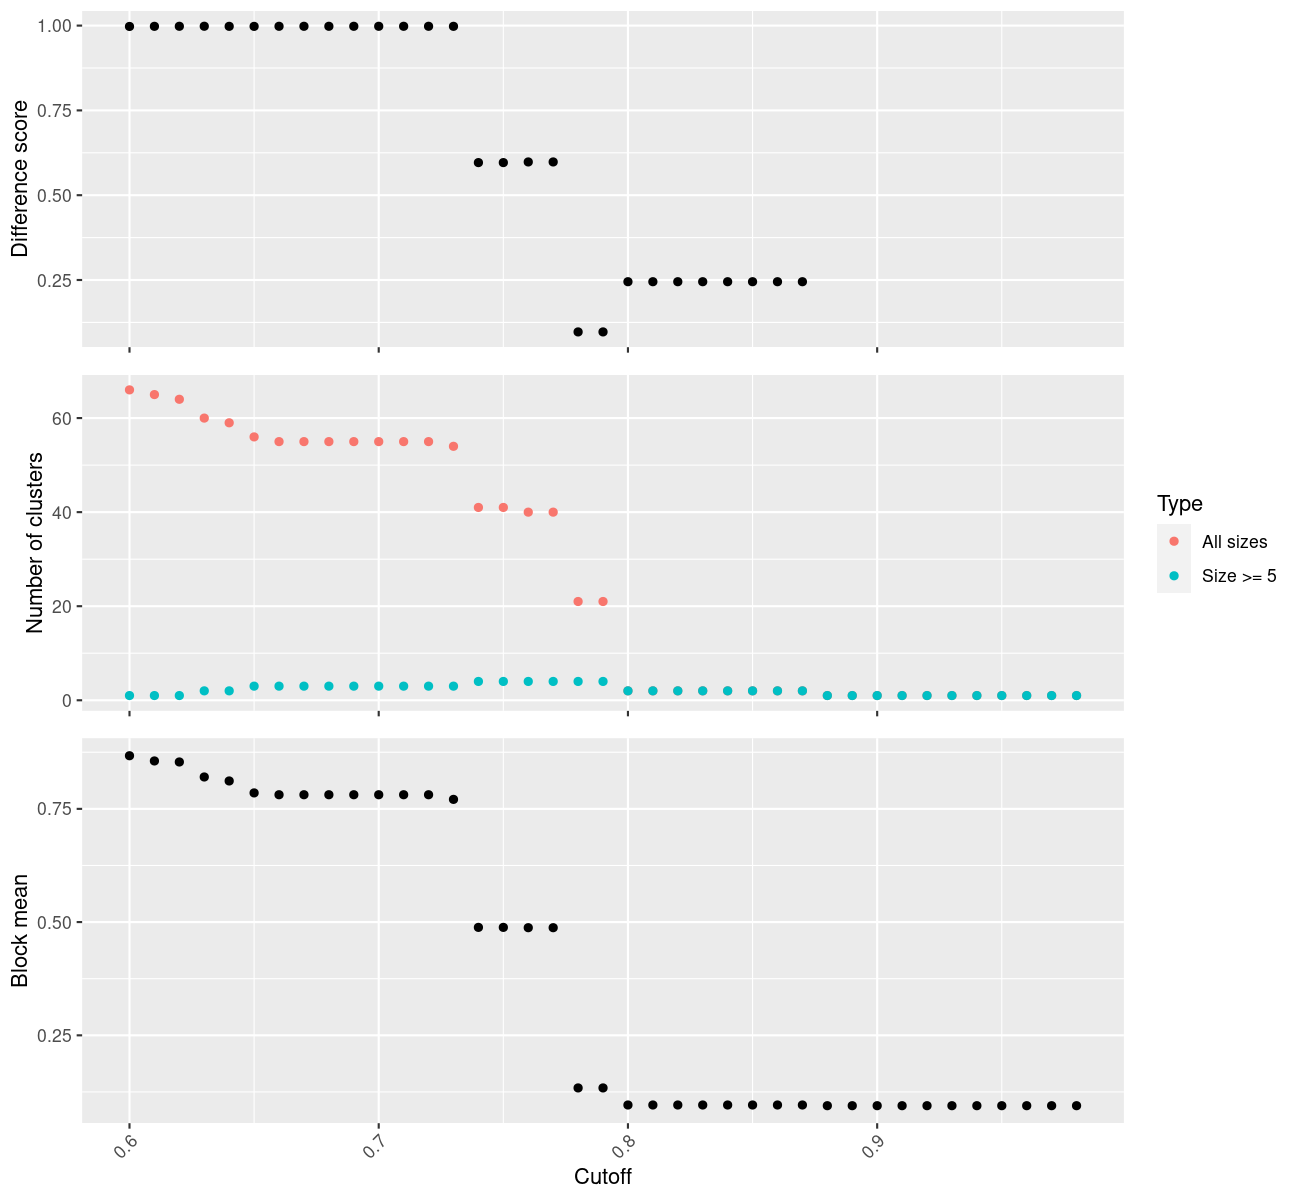 Difference score
1.00
0.75
0.50
0.25
Number of clusters
60
40
20
0
Type
All sizes
Size >= 5
Block mean
0.75
0.50
0.25
0.6
0.7
0.8
0.9
Cutoff